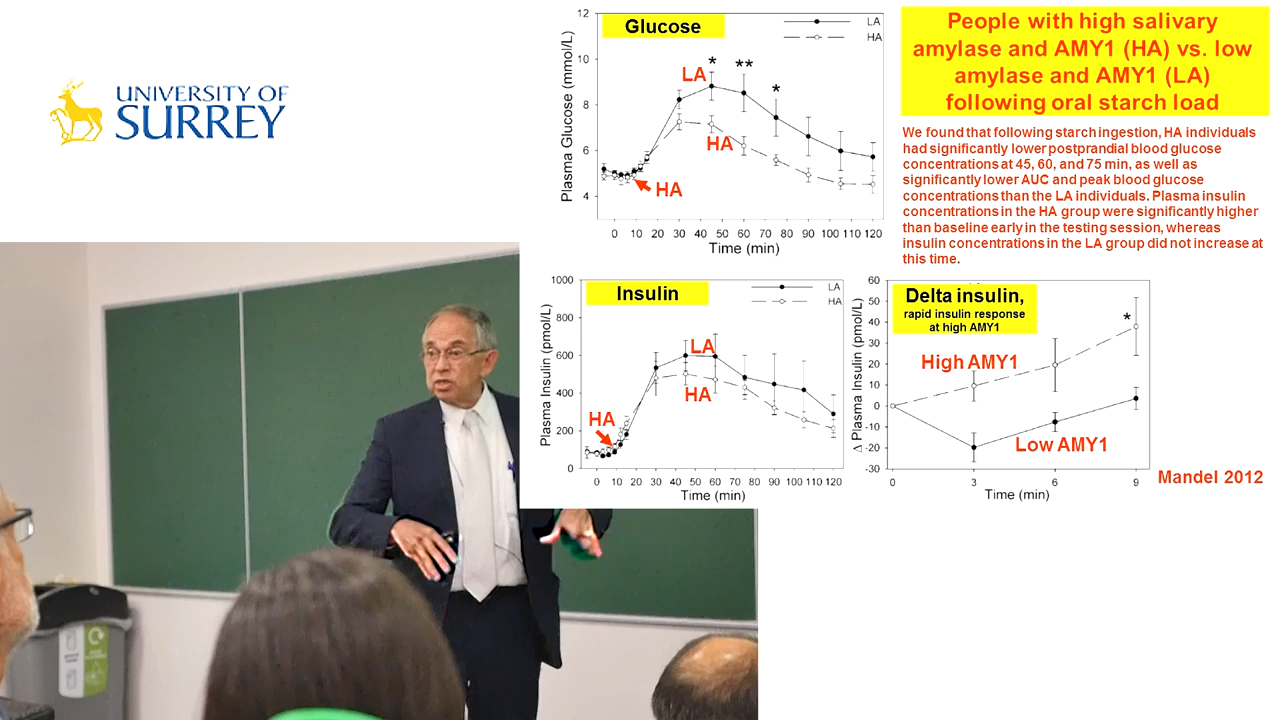 UNIVERSITY OF
SURREY
People with high salivary
amylase and AMY1 (HA) vs. low
amylase and AMY1 (LA)
following oral starch load
We found that following starch ingestion, HA individuals
had significantly lower postprandial blood glucose
concentrations at 45, 60, and 75 min, as well as
significantly lower AUC and peak blood glucose
concentrations than the LA individuals. Plasma insulin
concentrations in the HA group were significantly higher
than baseline early in the testing session, whereas
insulin concentrations in the LA group did not increase at
this time.
Glucose
LA
HA
Plasma Glucose (mmol/L)
12
10
8
6
4
LA
HA
HA
*
**
*
0 10 20 30 40 50 60 70 80 90 100 110 120
Time (min)
Insulin
LA
HA
Plasma Insulin (pmol/L)
1000
800
600
400
200
0
LA
HA
HA
0 10 20 30 40 50 60 70 80 90 100 110 120
Time (min)
Delta insulin,
rapid insulin response
at high AMY1
Δ Plasma Insulin (pmol/L)
60
50
40
30
20
10
0
-10
-20
-30
*
High AMY1
Low AMY1
0 3 6 9
Time (min)
Mandel 2012